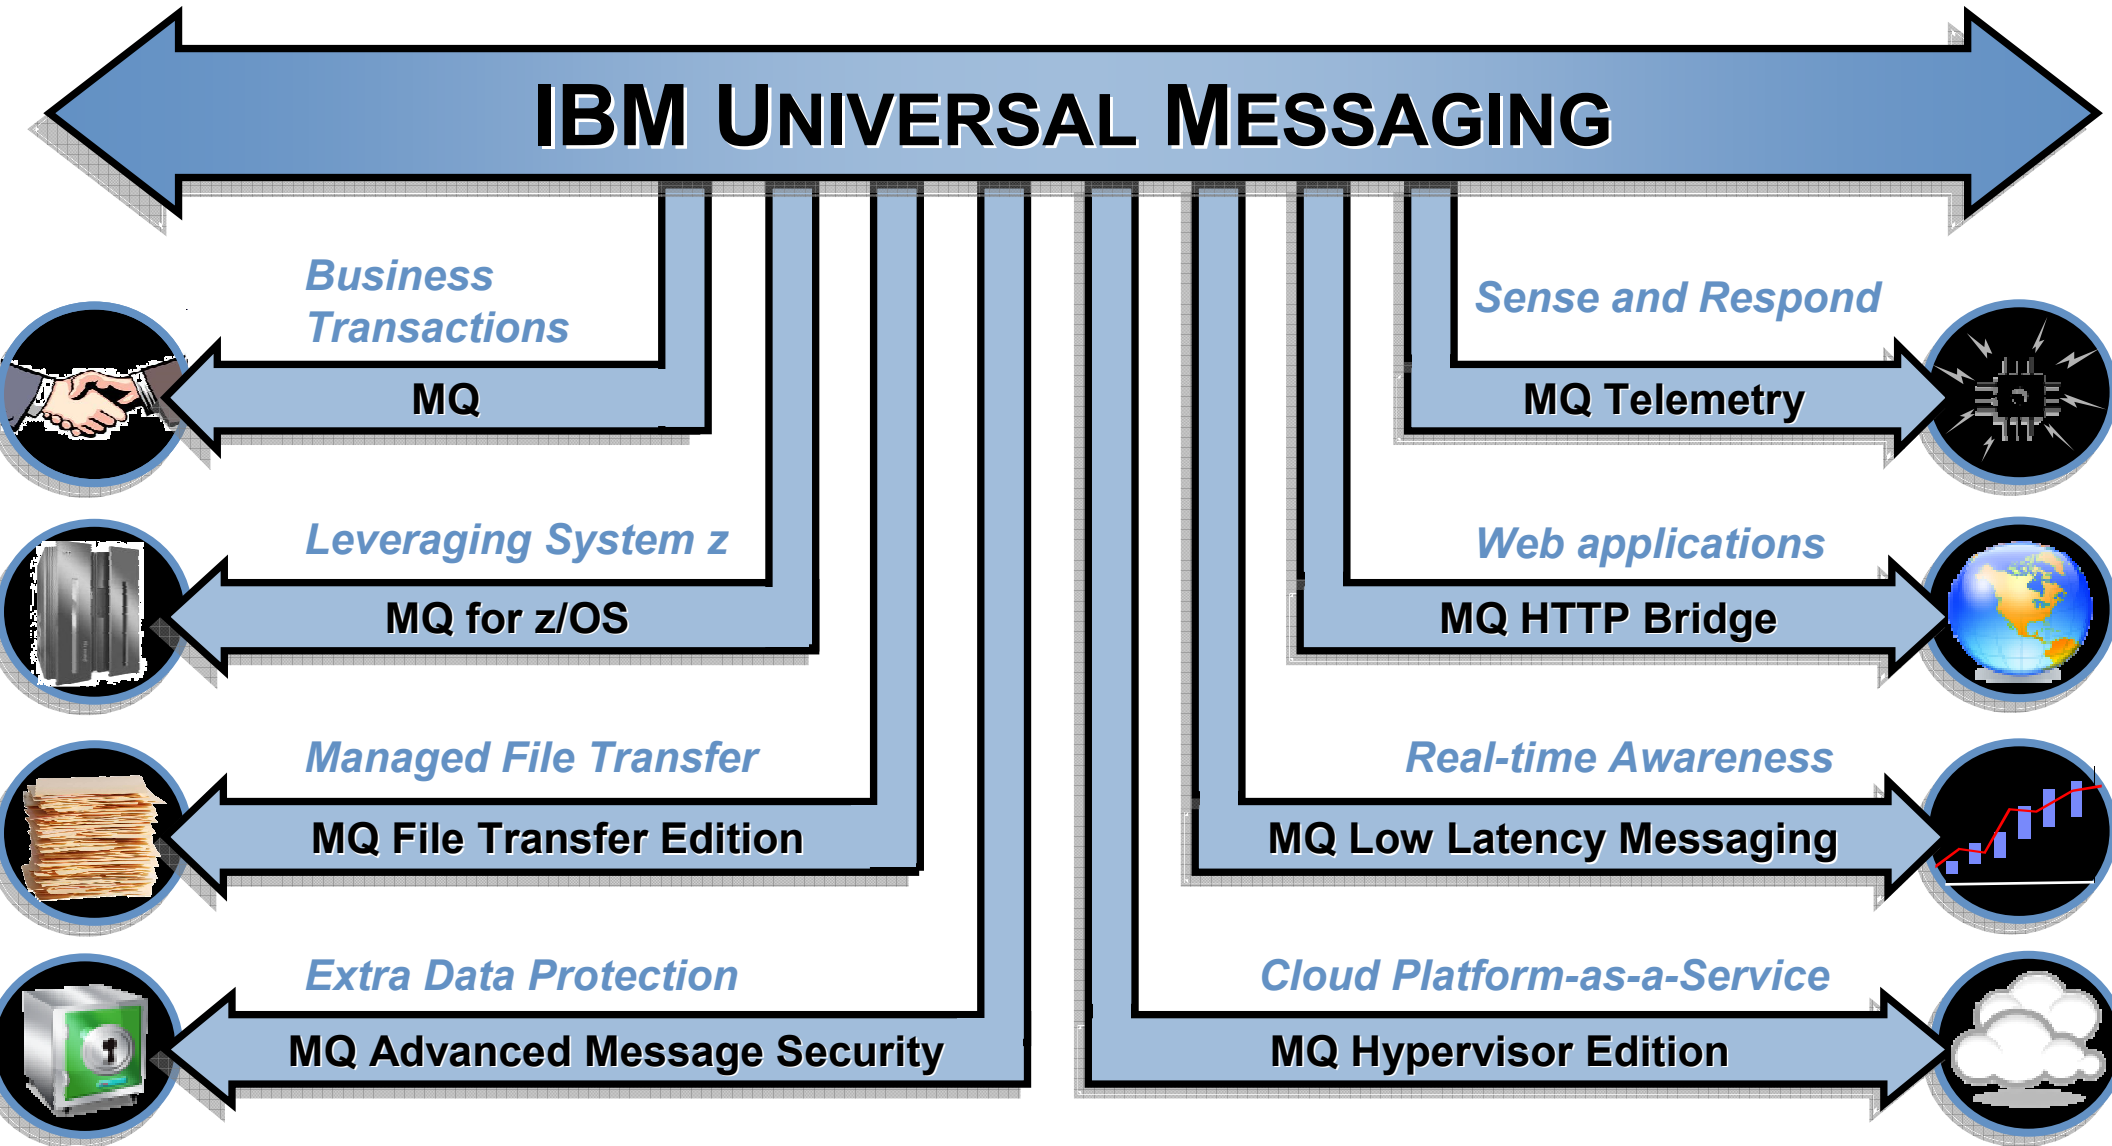 IBM UNIVERSAL MESSAGING
Business
Transactions
MQ
Leveraging System z
MQ for z/OS
Managed File Transfer
MQ File Transfer Edition
Extra Data Protection
MQ Advanced Message Security
Sense and Respond
MQ Telemetry
Web applications
MQ HTTP Bridge
Real-time Awareness
MQ Low Latency Messaging
Cloud Platform-as-a-Service
MQ Hypervisor Edition